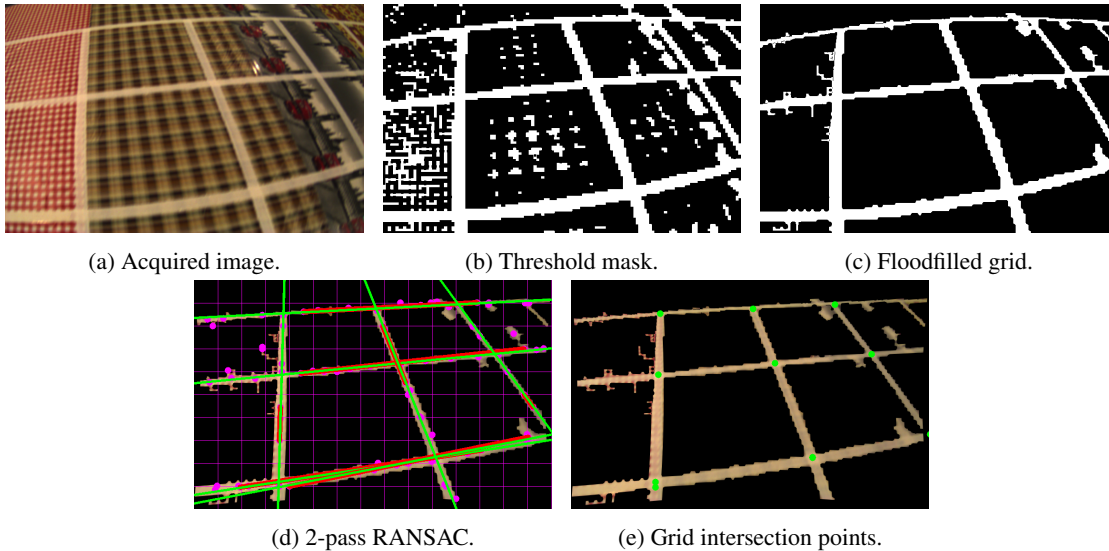 (a) Acquired image.
(b) Threshold mask.
(c) Floodfilled grid.
(d) 2-pass RANSAC.
(e) Grid intersection points.